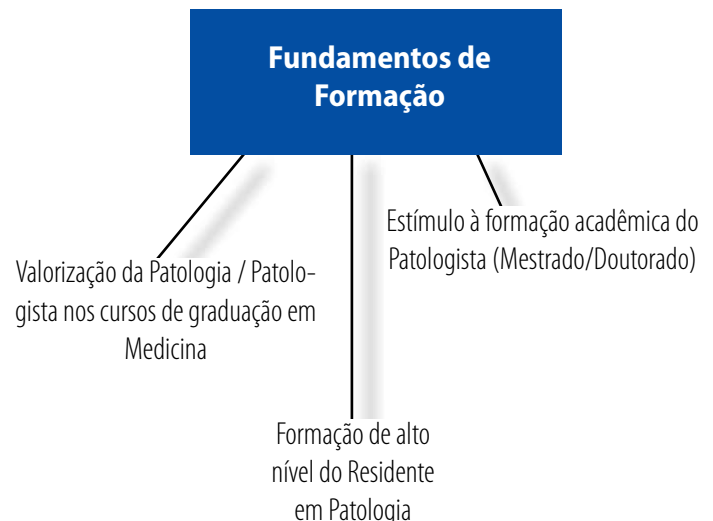 Fundamentos de
Formação
Valorização da Patologia / Patolo-
gista nos cursos de graduação em
Medicina
Formação de alto
nível do Residente
em Patologia
Estímulo à formação acadêmica do
Patologista (Mestrado/Doutorado)